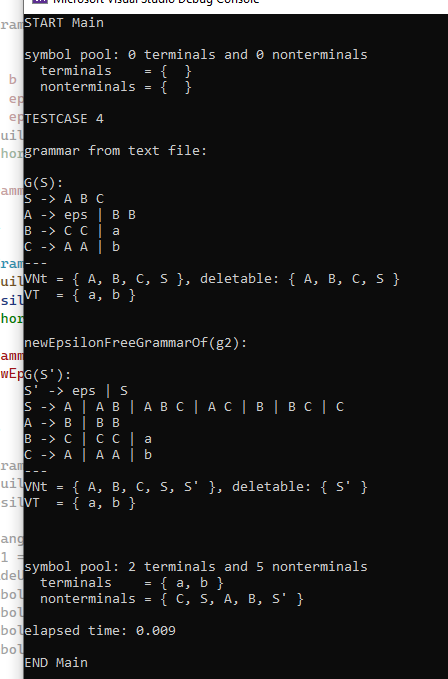 Microsoft Visual Studio Debug Console
START Main
symbol pool: 0 terminals and 0 nonterminals
terminals    = {  }
nonterminals = {  }
TESTCASE 4
grammar from text file:
G(S):
S -> A B C
A -> eps | B B
B -> C C | a
C -> A A | b
---
VNt = { A, B, C, S }, deletable: { A, B, C, S }
VT  = { a, b }
newEpsilonFreeGrammarOf(g2):
G(S'):
S' -> eps | S
S -> A | A B | A B C | A C | B | B C | C
A -> B | B B
B -> C | C C | a
C -> A | A A | b
---
VNt = { A, B, C, S, S' }, deletable: { S' }
VT  = { a, b }
symbol pool: 2 terminals and 5 nonterminals
terminals    = { a, b }
nonterminals = { C, S, A, B, S' }
elapsed time: 0.009
END Main